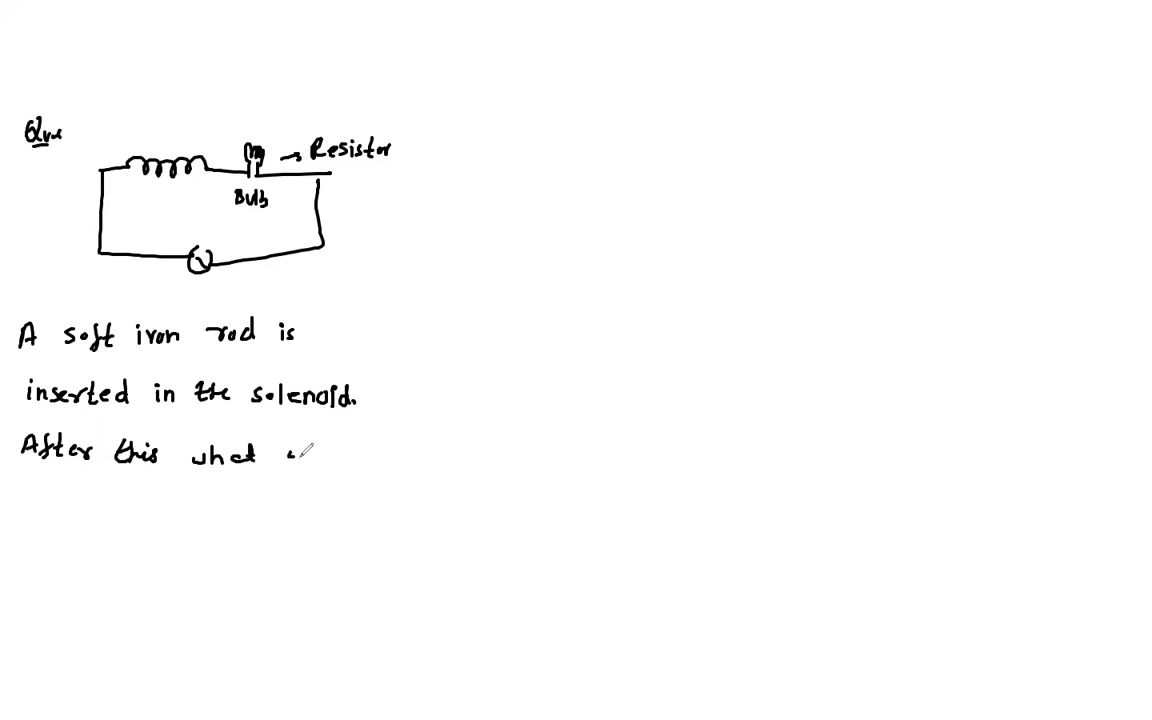 Que
Resistor
Bulb
A soft iron rod is
inserted in the solenoid.
After this what